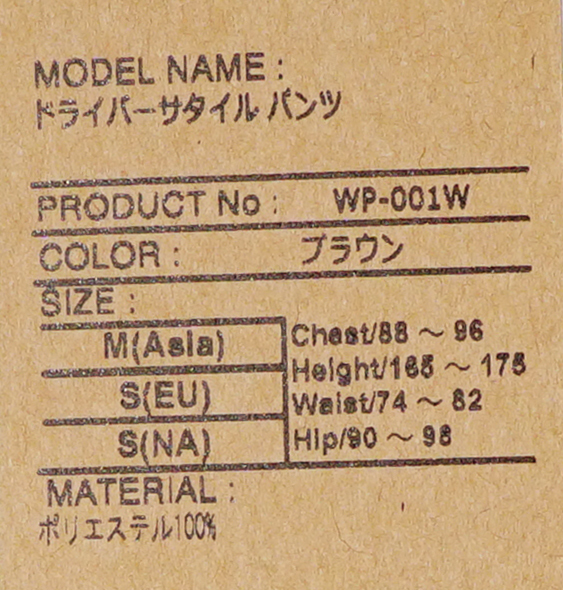 MODEL NAME :
ドライバーサタイル パンツ
PRODUCT No : WP-001W
COLOR : ブラウン
SIZE :
M(Asia) Chest/88 ～ 96
Height/165 ～ 175
S(EU) Waist/74 ～ 82
S(NA) Hip/90 ～ 98
MATERIAL :
ポリエステル100%